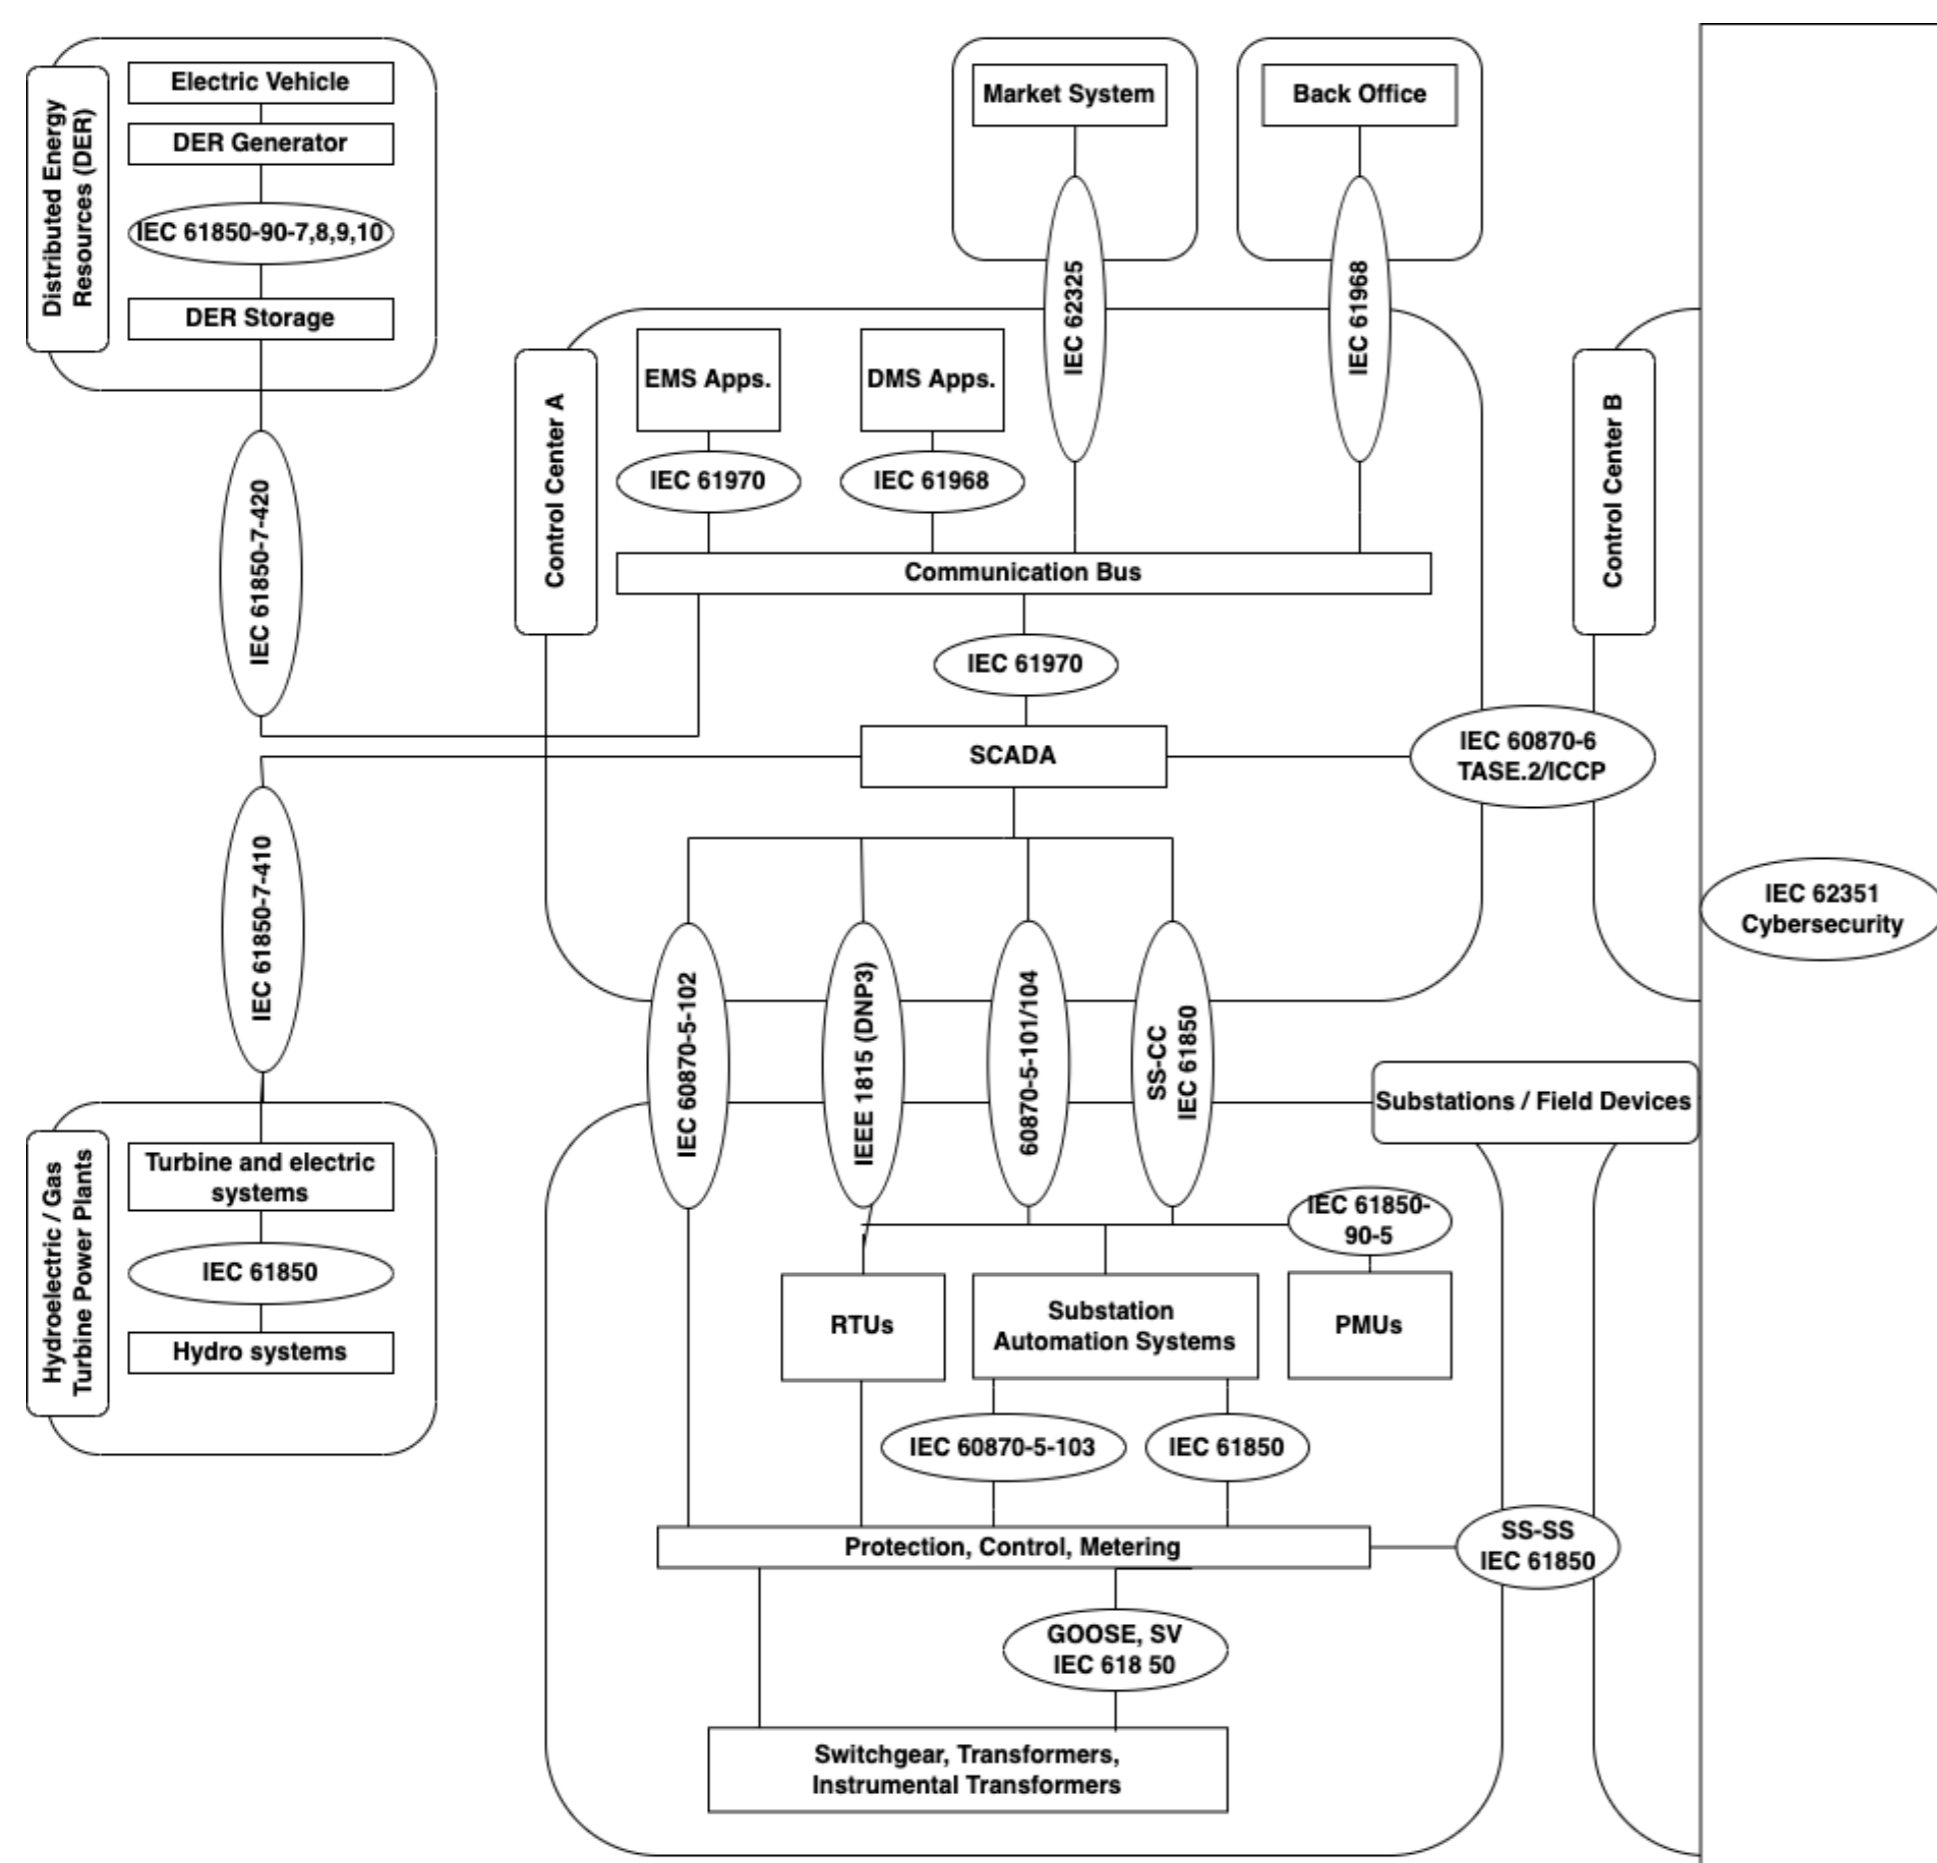 Distributed Energy
Resources (DER)
Electric Vehicle
DER Generator
IEC 61850-90-7,8,9,10
DER Storage
IEC 61850-7-420
Market System
IEC 62325
Back Office
IEC 61968
Control Center A
EMS Apps.
DMS Apps.
IEC 61970
IEC 61968
Communication Bus
IEC 61970
SCADA
IEC 60870-6
TASE.2/ICCP
Control Center B
IEC 62351
Cybersecurity
IEC 61850-7-410
Hydroelectric / Gas
Turbine Power Plants
Turbine and electric
systems
IEC 61850
Hydro systems
IEC 60870-5-102
IEEE 1815 (DNP3)
60870-5-101/104
SS-CC
IEC 61850
Substations / Field Devices
IEC 61850-
90-5
RTUs
Substation
Automation Systems
PMUs
IEC 60870-5-103
IEC 61850
Protection, Control, Metering
SS-SS
IEC 61850
GOOSE, SV
IEC 618 50
Switchgear, Transformers,
Instrumental Transformers